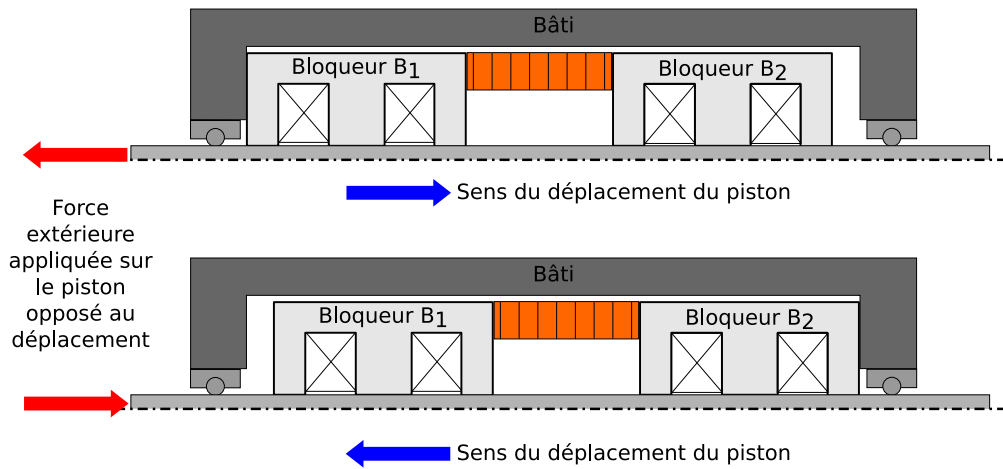 Bâti
Bloqueur B1
Bloqueur B2
Sens du déplacement du piston
Force
extérieure
appliquée sur
le piston
opposé au
déplacement
Bâti
Bloqueur B1
Bloqueur B2
Sens du déplacement du piston